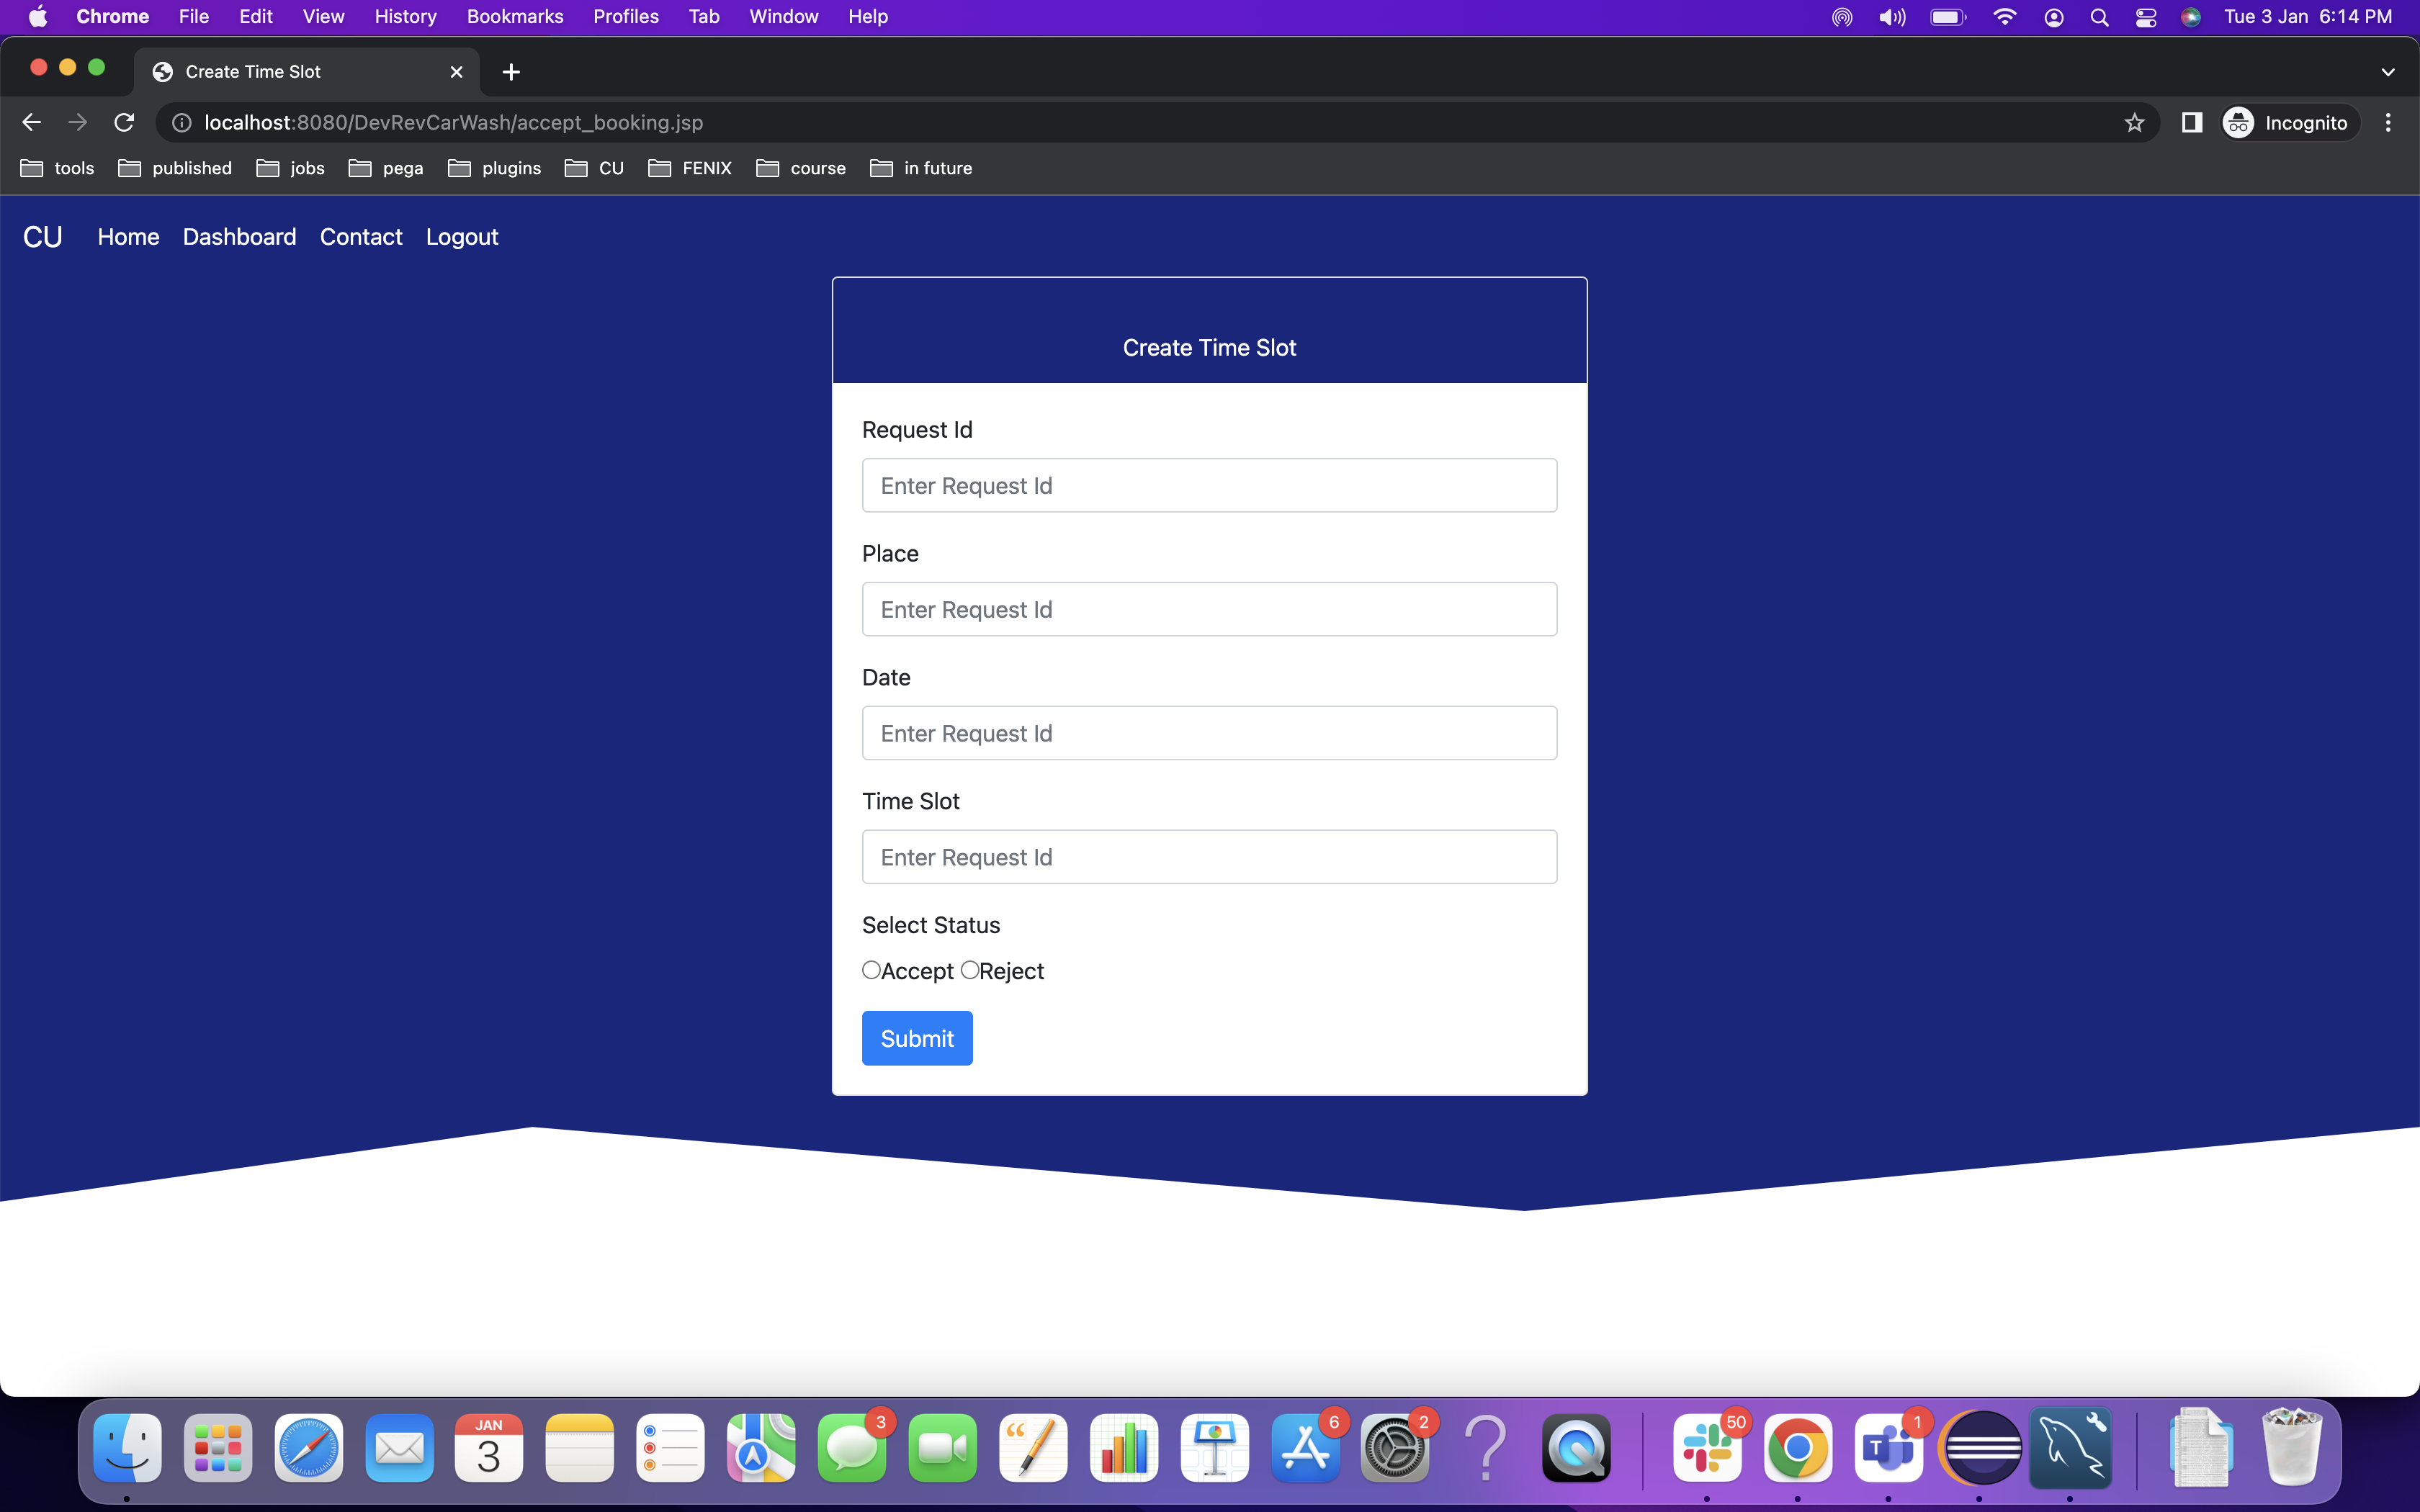 Chrome File Edit View History Bookmarks Profiles Tab Window Help Tue 3 Jan 6:14 PM
Create Time Slot
localhost:8080/DevRevCarWash/accept_booking.jsp Incognito
tools published jobs pega plugins CU FENIX course in future
CU Home Dashboard Contact Logout
Create Time Slot
Request Id
Enter Request Id
Place
Enter Request Id
Date
Enter Request Id
Time Slot
Enter Request Id
Select Status
Accept Reject
Submit
3 6 2 50 1
JAN
3
T